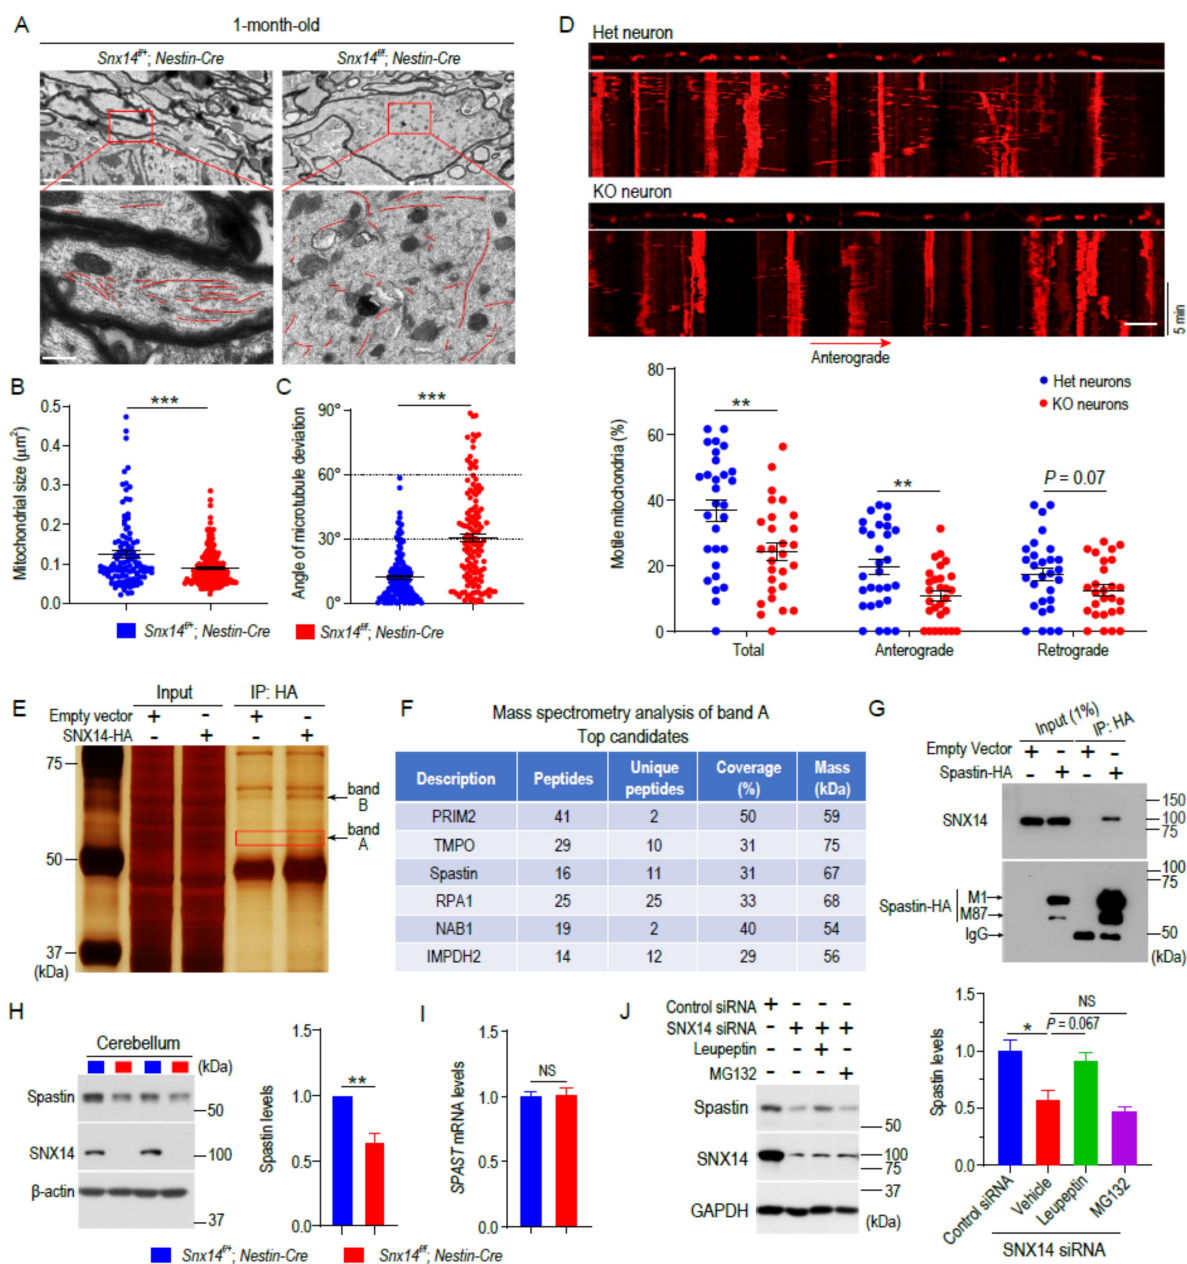 A
1-month-old
Snx14f/+; Nestin-Cre
Snx14f/f; Nestin-Cre
B
Mitochondrial size (μm²)
0.5
0.4
0.3
0.2
0.1
0.0
***
C
Angle of microtubule deviation
90°
60°
30°
0°
***
Snx14f/+; Nestin-Cre
Snx14f/f; Nestin-Cre
D
Het neuron
KO neuron
5 min
Anterograde
Motile mitochondria (%)
80
60
40
20
0
Het neurons
KO neurons
**
**
P = 0.07
Total
Anterograde
Retrograde
E
Input
IP: HA
Empty vector + - + -
SNX14-HA - + - +
75
50
37
(kDa)
band
B
band
A
F
Mass spectrometry analysis of band A
Top candidates
Description Peptides Unique peptides Coverage (%) Mass (kDa)
PRIM2 41 2 50 59
TMPO 29 10 31 75
Spastin 16 11 31 67
RPA1 25 25 33 68
NAB1 19 2 40 54
IMPDH2 14 12 29 56
G
Input (1%)
IP: HA
Empty Vector + - + -
Spastin-HA - + - +
SNX14
150
100
75
100
75
Spastin-HA
M1
M87
IgG
50
(kDa)
H
Cerebellum
(kDa)
Spastin
50
SNX14
100
β-actin
37
Spastin levels
1.5
1.0
0.5
0.0
**
I
SPAST mRNA levels
1.5
1.0
0.5
0.0
NS
Snx14f/+; Nestin-Cre
Snx14f/f; Nestin-Cre
J
Control siRNA + - - -
SNX14 siRNA - + + +
Leupeptin - - + -
MG132 - - - +
Spastin
50
SNX14
100
75
GAPDH
37
(kDa)
Spastin levels
1.5
1.0
0.5
0.0
NS
* P = 0.067
Control siRNA
Vehicle
Leupeptin
MG132
SNX14 siRNA